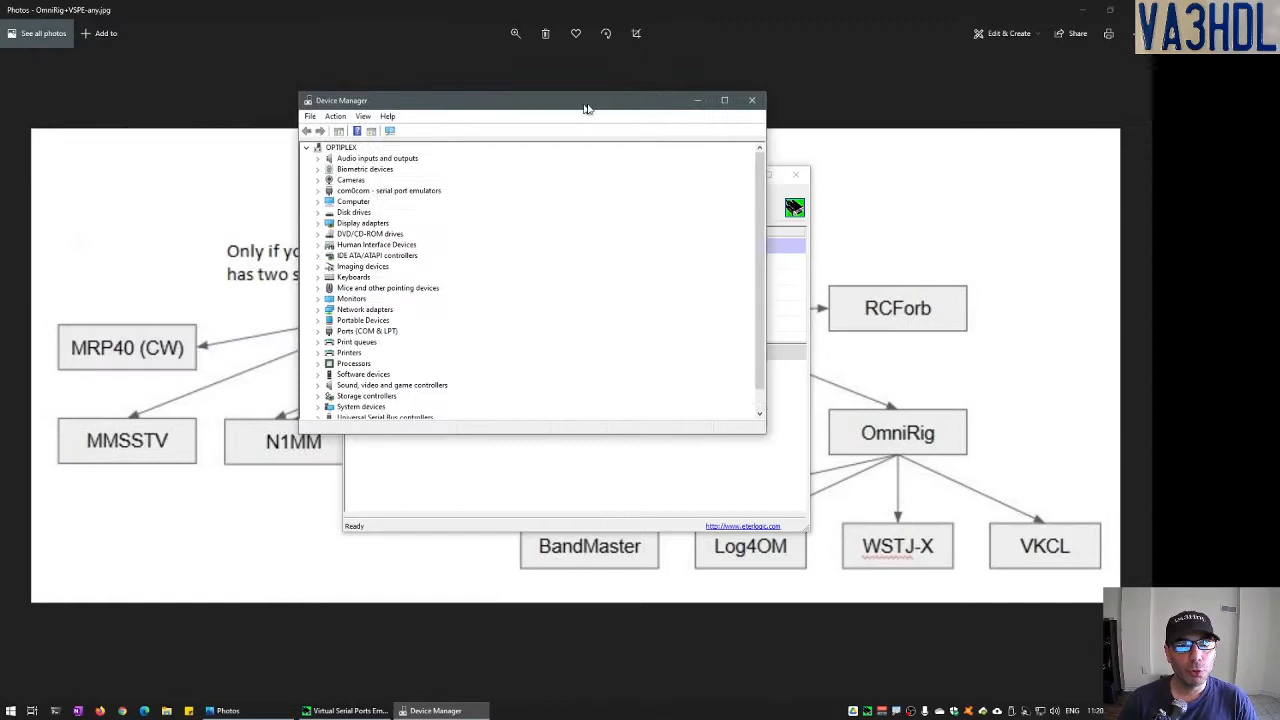 Photos - OmniRig+VSPE-any.jpg
See all photos
Add to
Edit & Create
Share
VA3HDL
Device Manager
File Action View Help
OPTIPLEX
Audio inputs and outputs
Biometric devices
Cameras
com0com - serial port emulators
Computer
Disk drives
Display adapters
DVD/CD-ROM drives
Human Interface Devices
IDE ATA/ATAPI controllers
Imaging devices
Keyboards
Mice and other pointing devices
Monitors
Network adapters
Portable Devices
Ports (COM & LPT)
Print queues
Printers
Processors
Software devices
Sound, video and game controllers
Storage controllers
System devices
Universal Serial Bus controllers
Only if yo
has two s
RCForb
MRP40 (CW)
MMSSTV
N1MM
OmniRig
Ready
http://www.eterlogic.com
BandMaster
Log4OM
WSTJ-X
VKCL
Photos
Virtual Serial Ports Em...
Device Manager
ENG
11:20